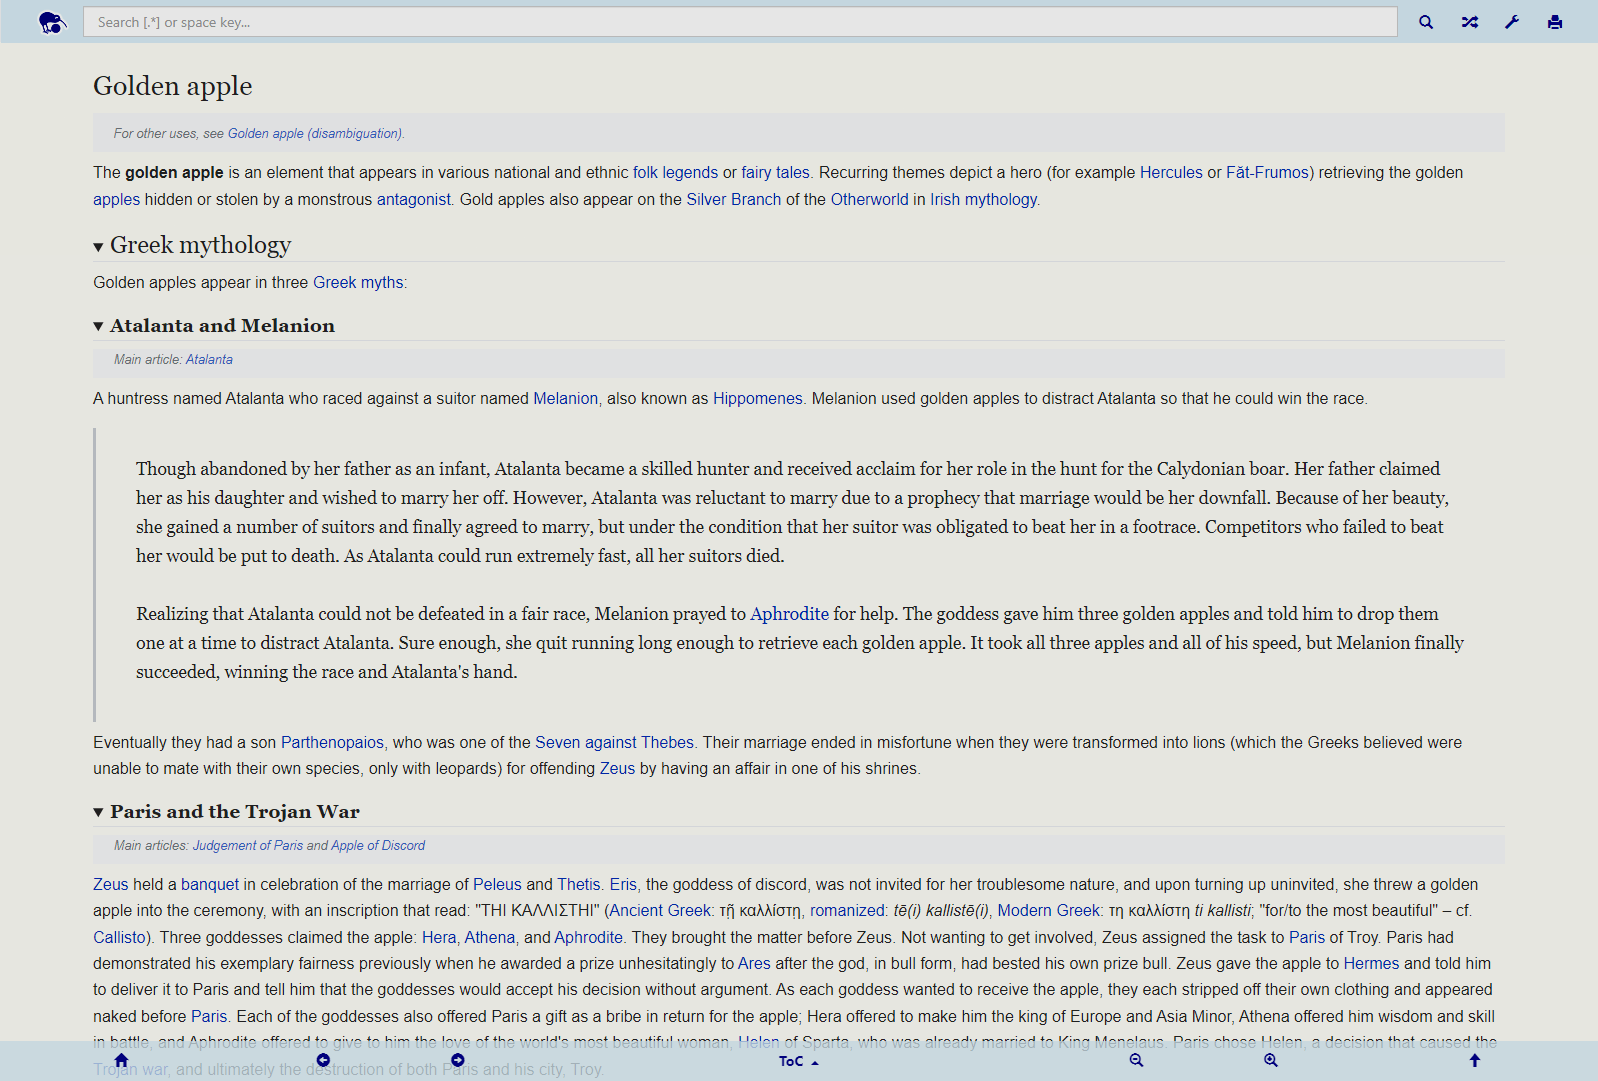 Search [.*] or space key...
Golden apple
For other uses, see Golden apple (disambiguation).
The golden apple is an element that appears in various national and ethnic folk legends or fairy tales. Recurring themes depict a hero (for example Hercules or Făt-Frumos) retrieving the golden
apples hidden or stolen by a monstrous antagonist. Gold apples also appear on the Silver Branch of the Otherworld in Irish mythology.
▼ Greek mythology
Golden apples appear in three Greek myths:
▼ Atalanta and Melanion
Main article: Atalanta
A huntress named Atalanta who raced against a suitor named Melanion, also known as Hippomenes. Melanion used golden apples to distract Atalanta so that he could win the race.
Though abandoned by her father as an infant, Atalanta became a skilled hunter and received acclaim for her role in the hunt for the Calydonian boar. Her father claimed
her as his daughter and wished to marry her off. However, Atalanta was reluctant to marry due to a prophecy that marriage would be her downfall. Because of her beauty,
she gained a number of suitors and finally agreed to marry, but under the condition that her suitor was obligated to beat her in a footrace. Competitors who failed to beat
her would be put to death. As Atalanta could run extremely fast, all her suitors died.
Realizing that Atalanta could not be defeated in a fair race, Melanion prayed to Aphrodite for help. The goddess gave him three golden apples and told him to drop them
one at a time to distract Atalanta. Sure enough, she quit running long enough to retrieve each golden apple. It took all three apples and all of his speed, but Melanion finally
succeeded, winning the race and Atalanta's hand.
Eventually they had a son Parthenopaios, who was one of the Seven against Thebes. Their marriage ended in misfortune when they were transformed into lions (which the Greeks believed were
unable to mate with their own species, only with leopards) for offending Zeus by having an affair in one of his shrines.
▼ Paris and the Trojan War
Main articles: Judgement of Paris and Apple of Discord
Zeus held a banquet in celebration of the marriage of Peleus and Thetis. Eris, the goddess of discord, was not invited for her troublesome nature, and upon turning up uninvited, she threw a golden
apple into the ceremony, with an inscription that read: "ΤΗΙ ΚΑΛΛΙΣΤΗΙ" (Ancient Greek: τῇ καλλίστῃ, romanized: tē(i) kallistē(i), Modern Greek: τη καλλίστη ti kallisti; "for/to the most beautiful" – cf.
Callisto). Three goddesses claimed the apple: Hera, Athena, and Aphrodite. They brought the matter before Zeus. Not wanting to get involved, Zeus assigned the task to Paris of Troy. Paris had
demonstrated his exemplary fairness previously when he awarded a prize unhesitatingly to Ares after the god, in bull form, had bested his own prize bull. Zeus gave the apple to Hermes and told him
to deliver it to Paris and tell him that the goddesses would accept his decision without argument. As each goddess wanted to receive the apple, they each stripped off their own clothing and appeared
naked before Paris. Each of the goddesses also offered Paris a gift as a bribe in return for the apple; Hera offered to make him the king of Europe and Asia Minor, Athena offered him wisdom and skill
in battle, and Aphrodite offered to give to him the love of the world's most beautiful woman, Helen of Sparta, who was already married to King Menelaus. Paris chose Helen, a decision that caused the
Trojan war, and ultimately the destruction of both Paris and his city, Troy.
ToC